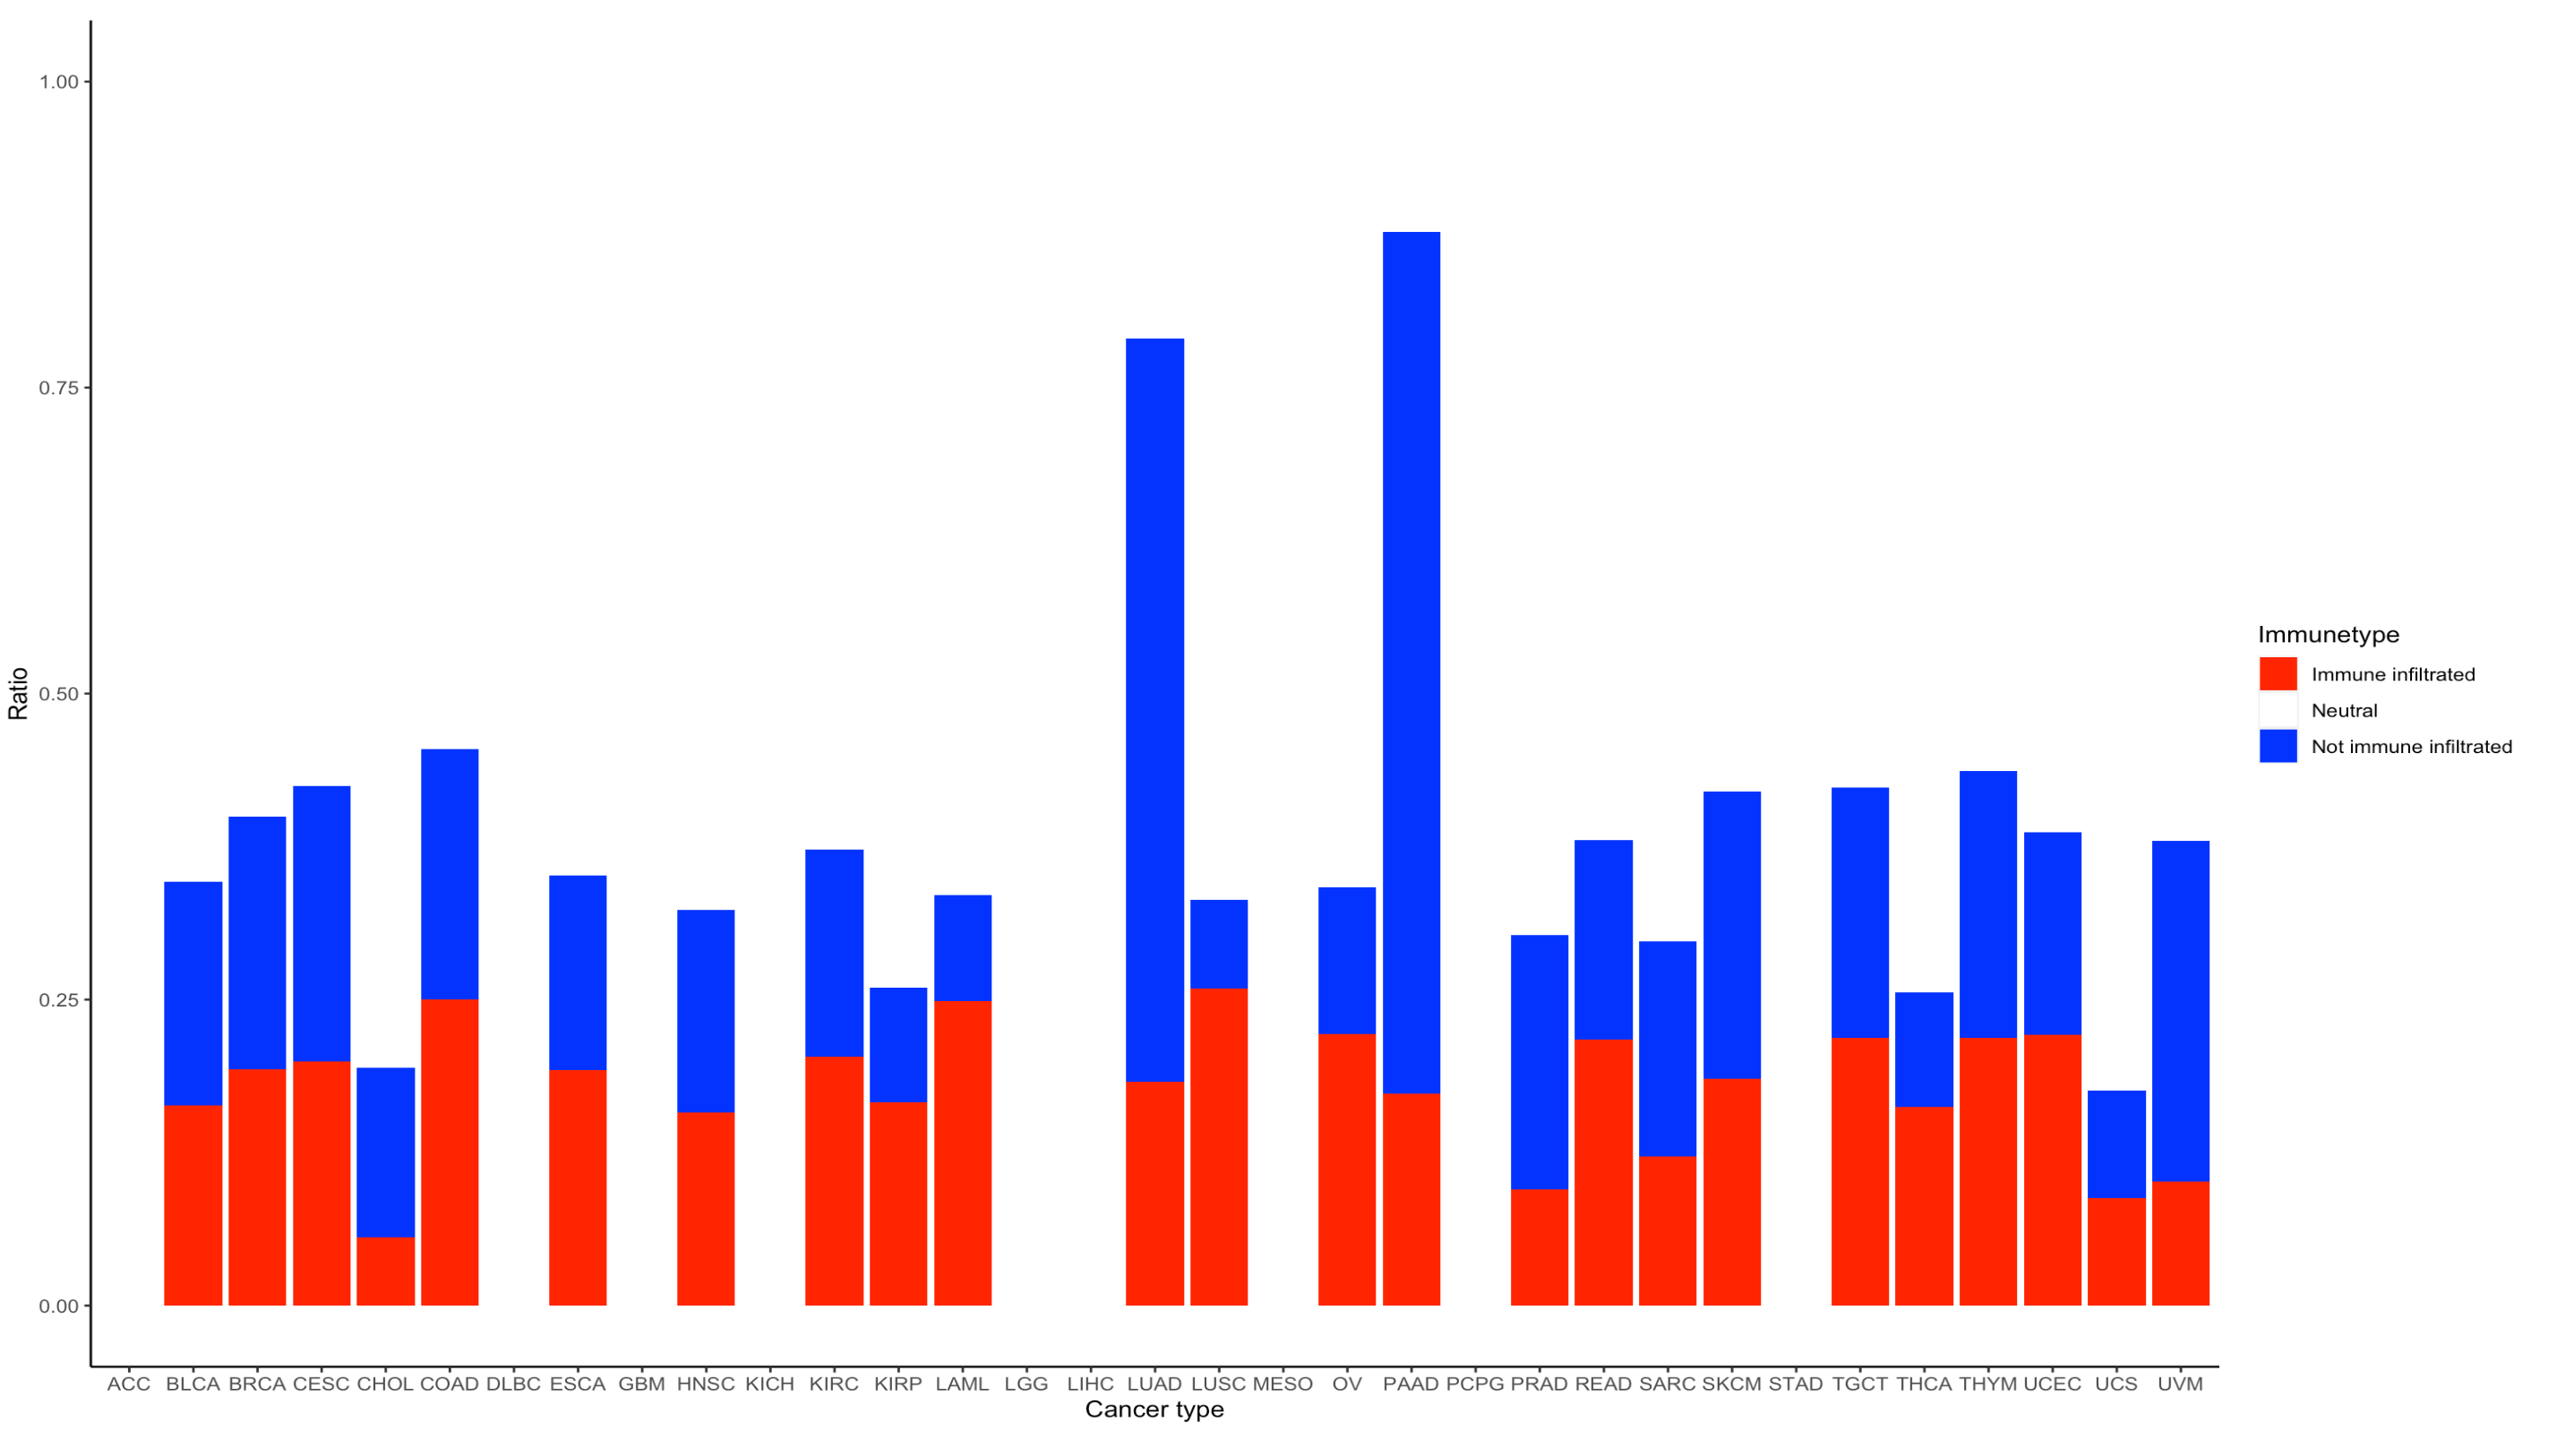 1.00
0.75
0.50
0.25
0.00
Ratio
ACC BLCA BRCA CESC CHOL COAD DLBC ESCA GBM HNSC KICH KIRC KIRP LAML LGG LIHC LUAD LUSC MESO OV PAAD PCPG PRAD READ SARC SKCM STAD TGCT THCA THYM UCEC UCS UVM
Cancer type
Immunetype
Immune infiltrated
Neutral
Not immune infiltrated